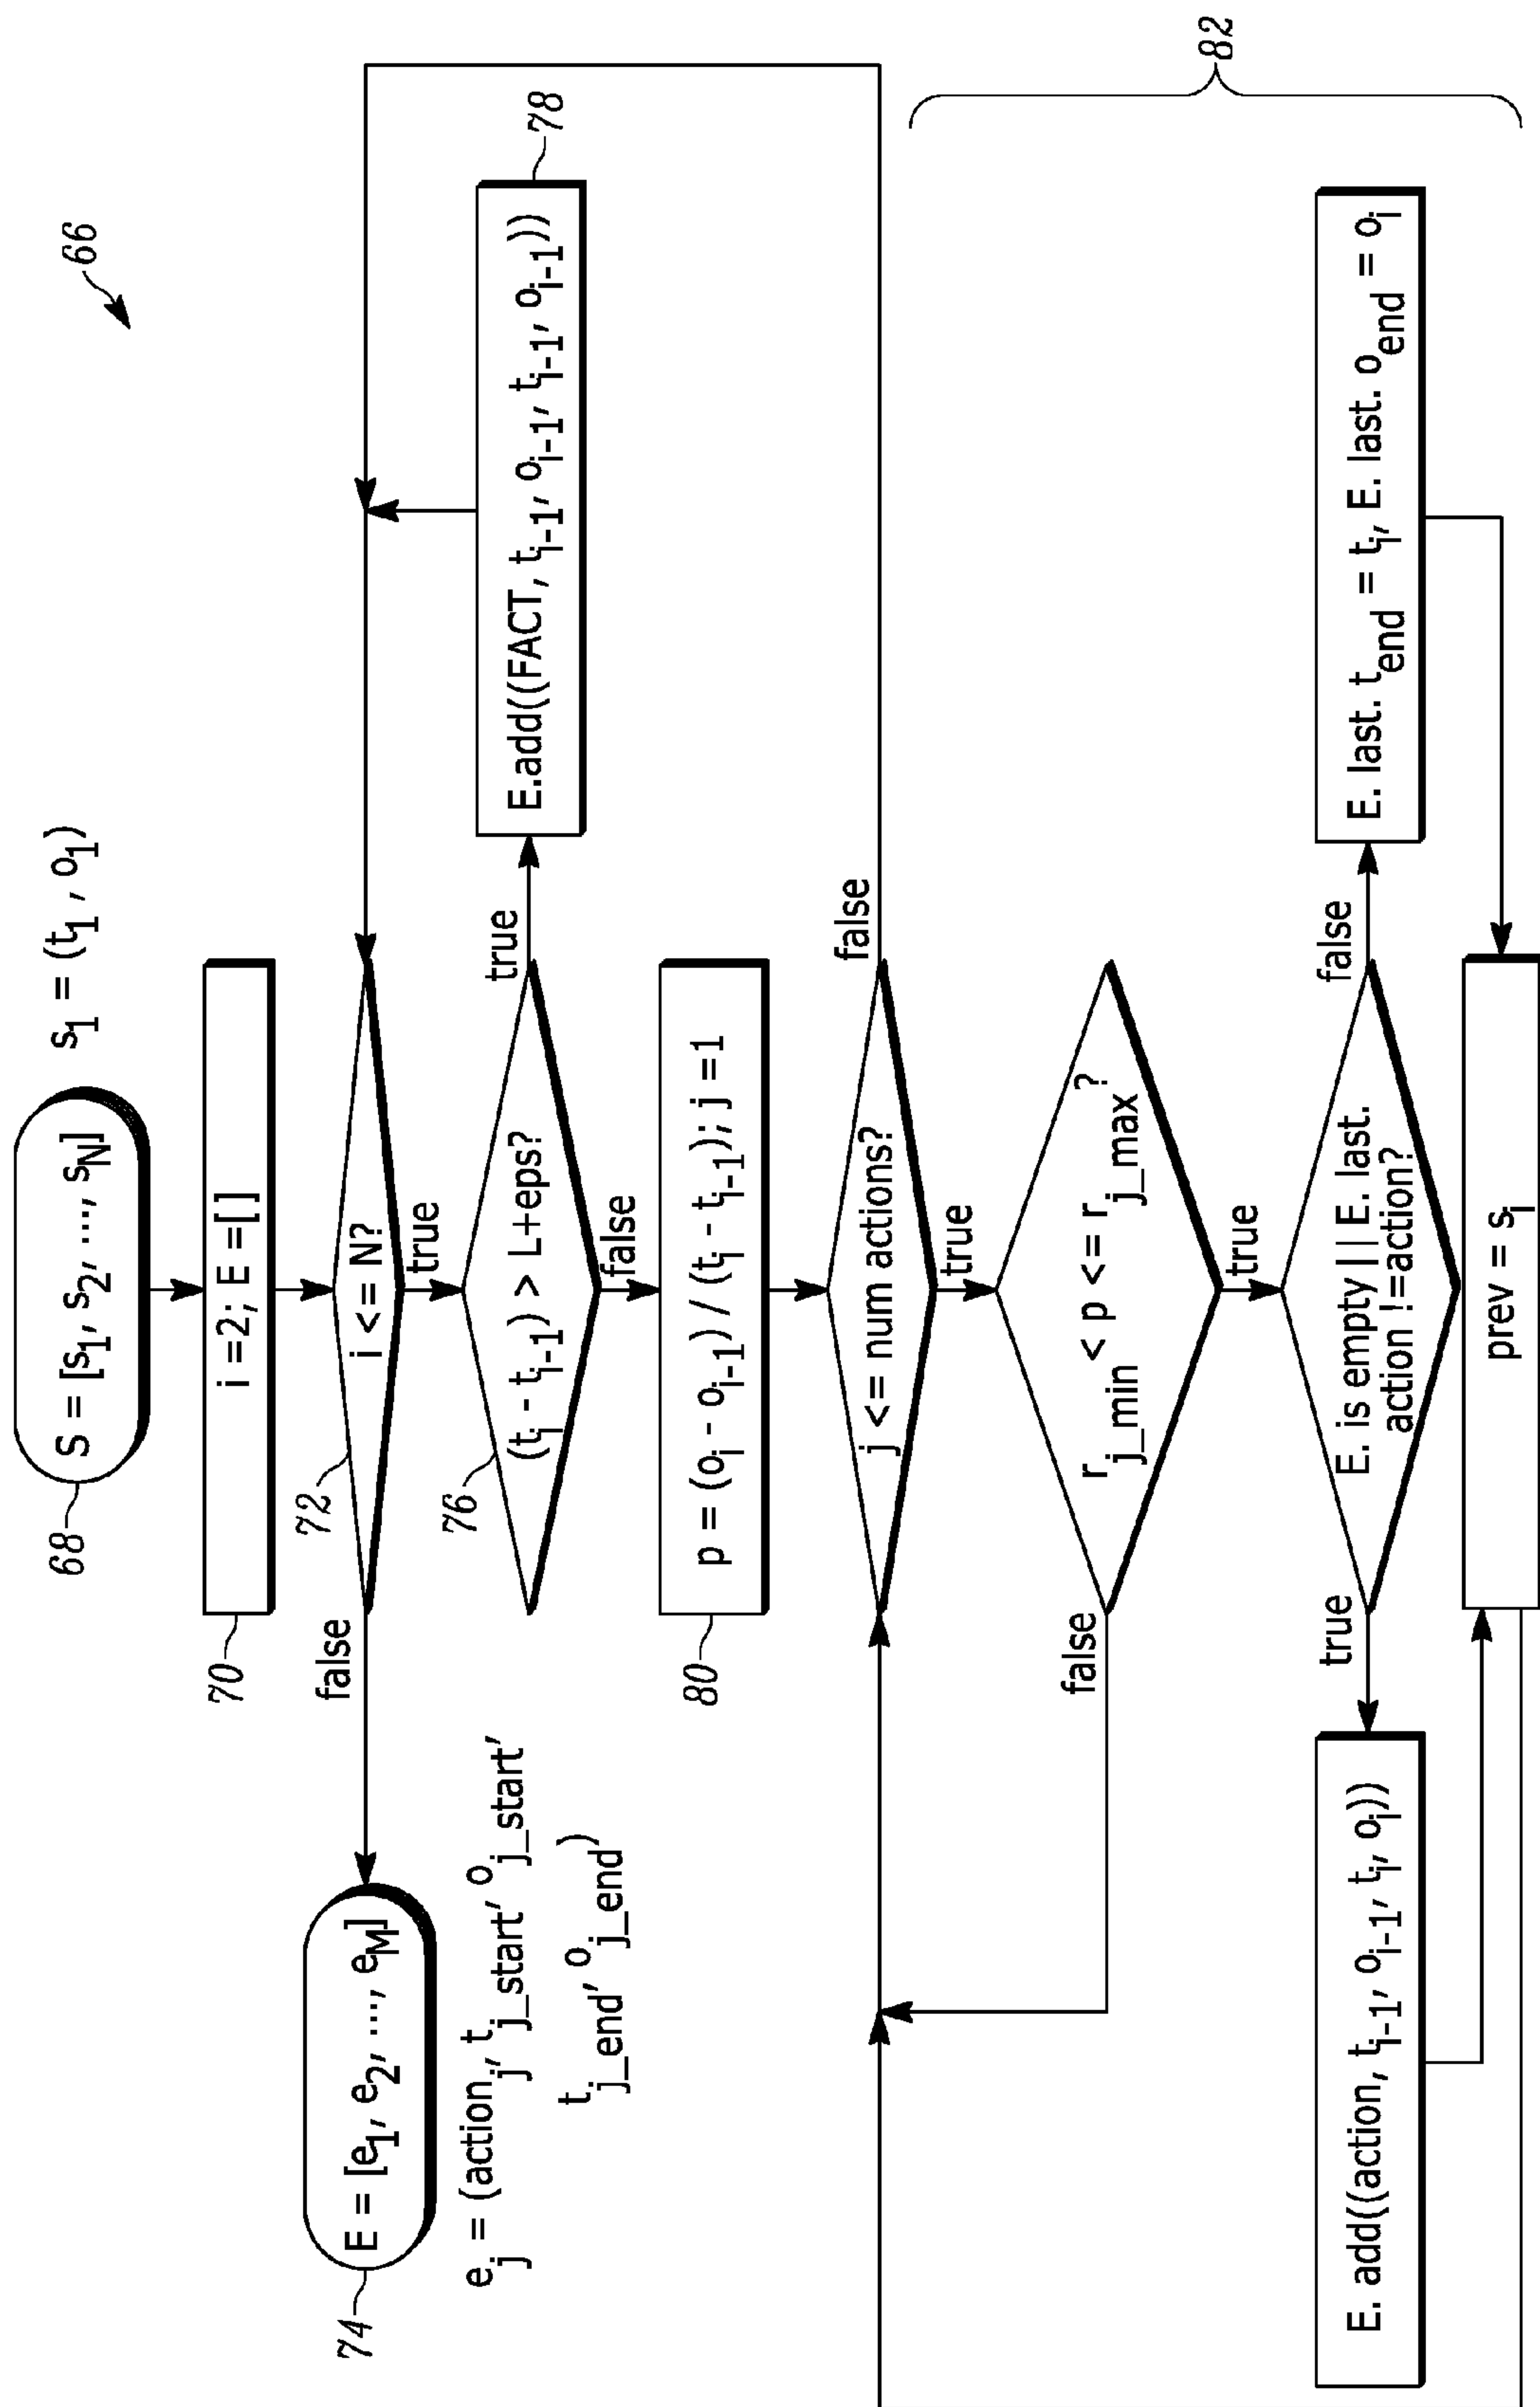 66
S = [s1, s2, ..., sN]
s1 = (t1, o1)
68
i=2; E=[]
70
i <= N?
72
false
true
E = [e1, e2, ..., eM]
74
ej = (actionj, tj_start, oj_start,
tj_end, oj_end)
(ti - ti-1) > L+eps?
76
true
false
E.add((FACT, ti-1, oi-1, ti-1, oi-1))
78
p = (oi - oi-1) / (ti - ti-1); j =1
80
j <= num actions?
false
true
rj_min < p <= rj_max?
false
true
82
E. is empty || E. last.
action !=action?
true
false
E. add((action, ti-1, oi-1, ti, oi))
E. last. tend = ti, E. last. oend = oi
prev = si